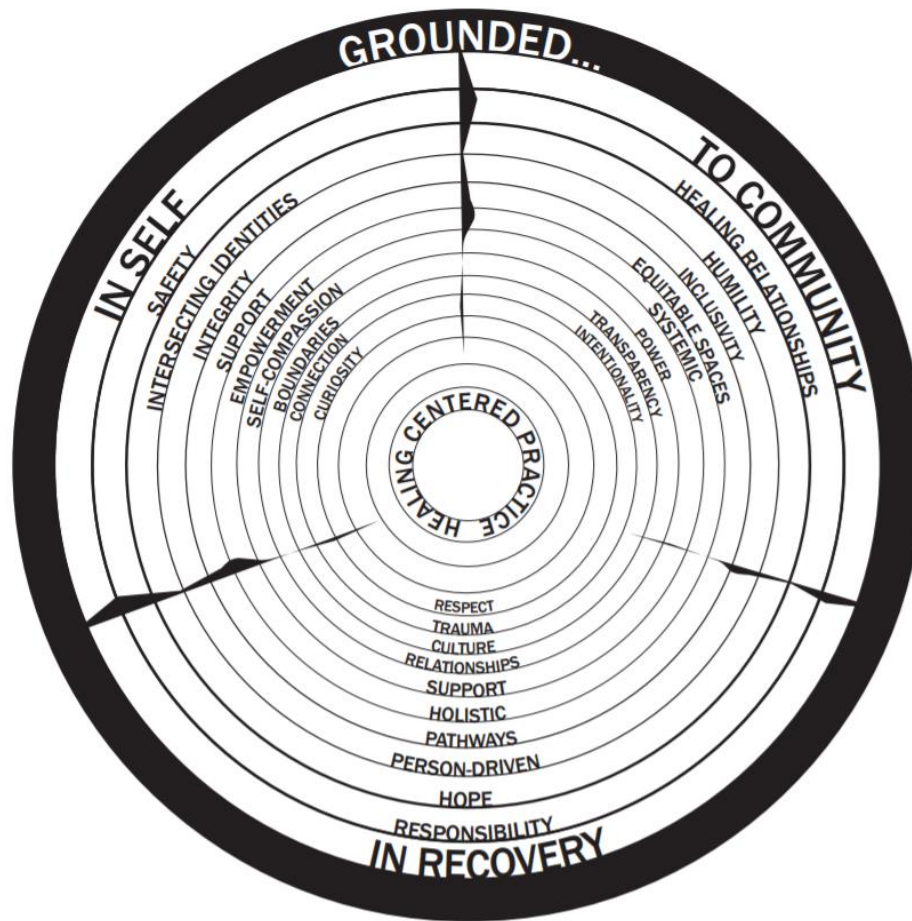 GROUNDED...
IN SELF
SAFETY
INTERSECTING IDENTITIES
INTEGRITY
SUPPORT
EMPOWERMENT
SELF-COMPASSION
BOUNDARIES
CONNECTION
CURIOSITY
TO COMMUNITY
HEALING RELATIONSHIPS
HUMILITY
INCLUSIVITY
EQUITABLE SPACES
SYSTEMIC
POWER
TRANSPARENCY
INTENTIONALITY
HEALING CENTERED PRACTICE
RESPECT
TRAUMA
CULTURE
RELATIONSHIPS
SUPPORT
HOLISTIC
PATHWAYS
PERSON-DRIVEN
HOPE
RESPONSIBILITY
IN RECOVERY